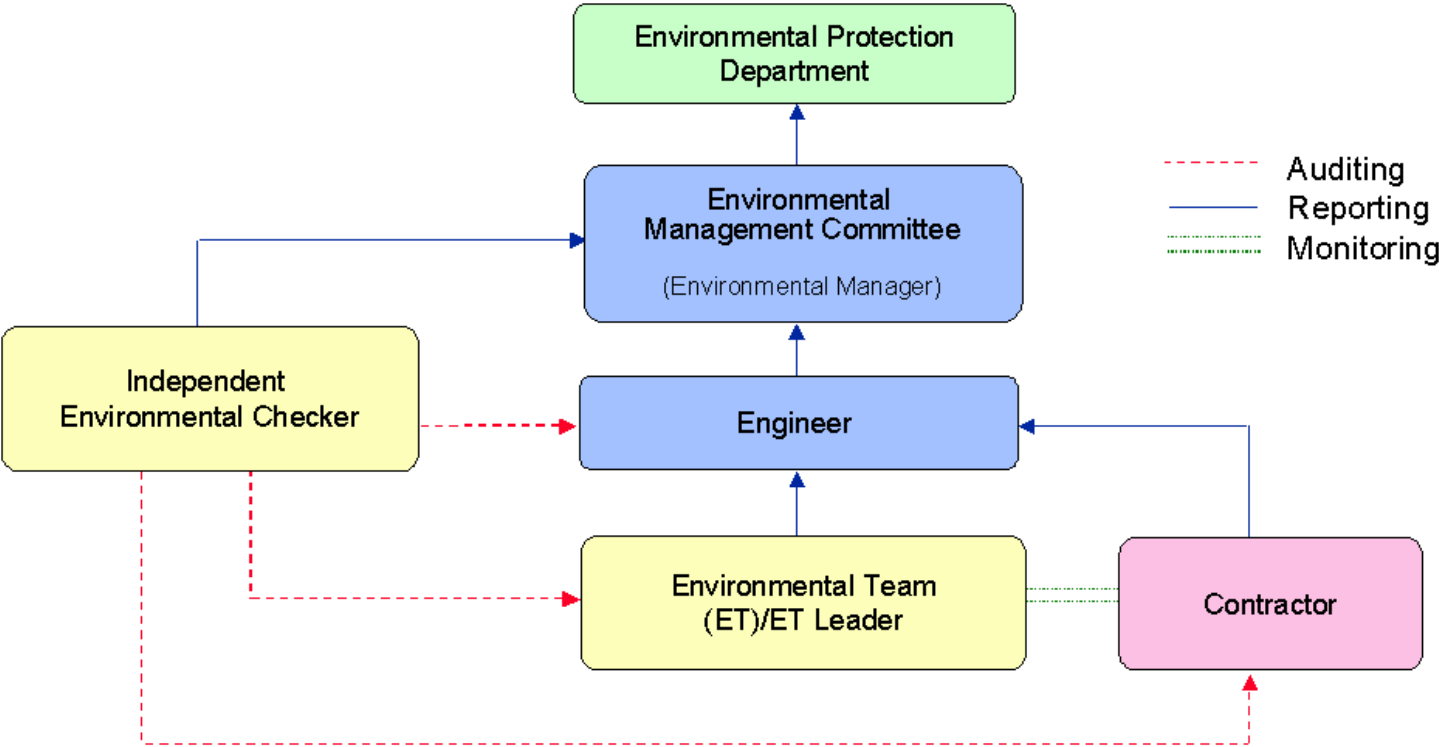 Environmental Protection
Department
Environmental
Management Committee
(Environmental Manager)
Auditing
Reporting
Monitoring
Independent
Environmental Checker
Engineer
Environmental Team
(ET)/ET Leader
Contractor